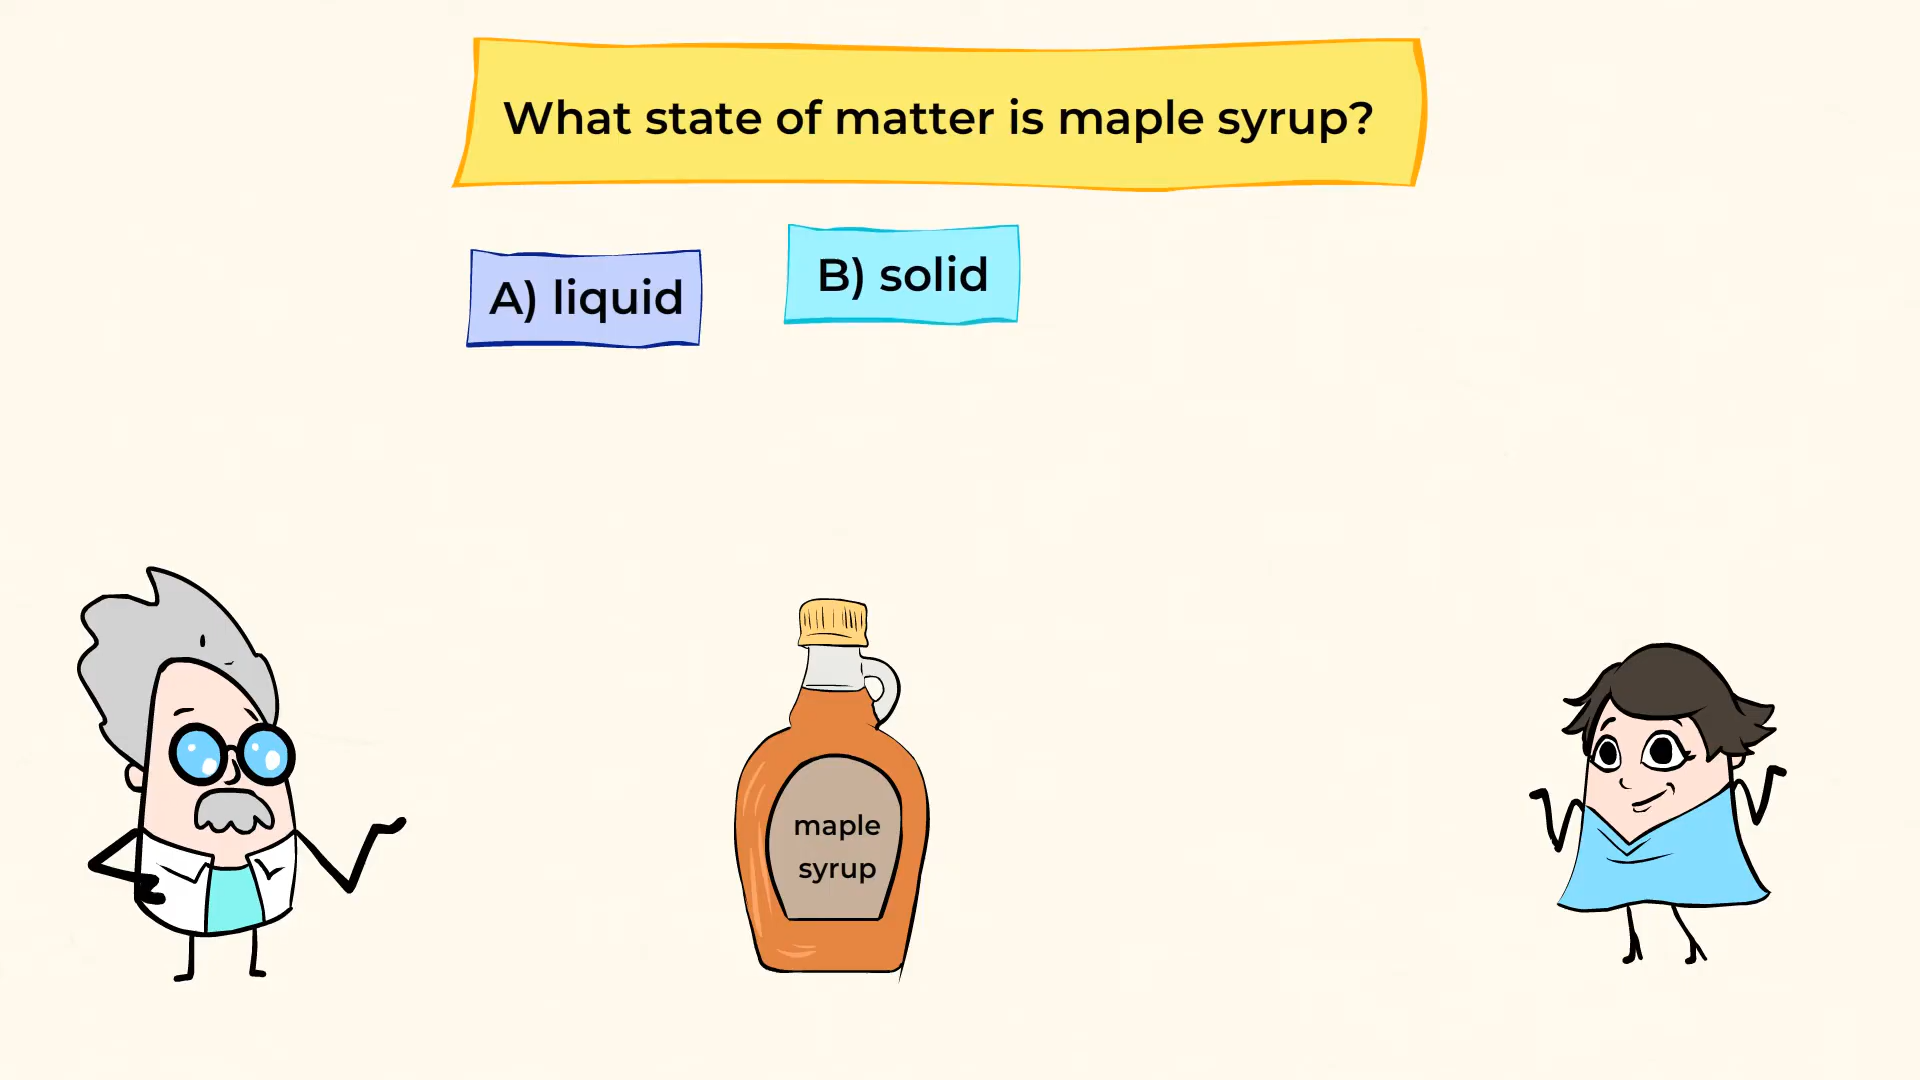 What state of matter is maple syrup?
A) liquid
B) solid
maple
syrup